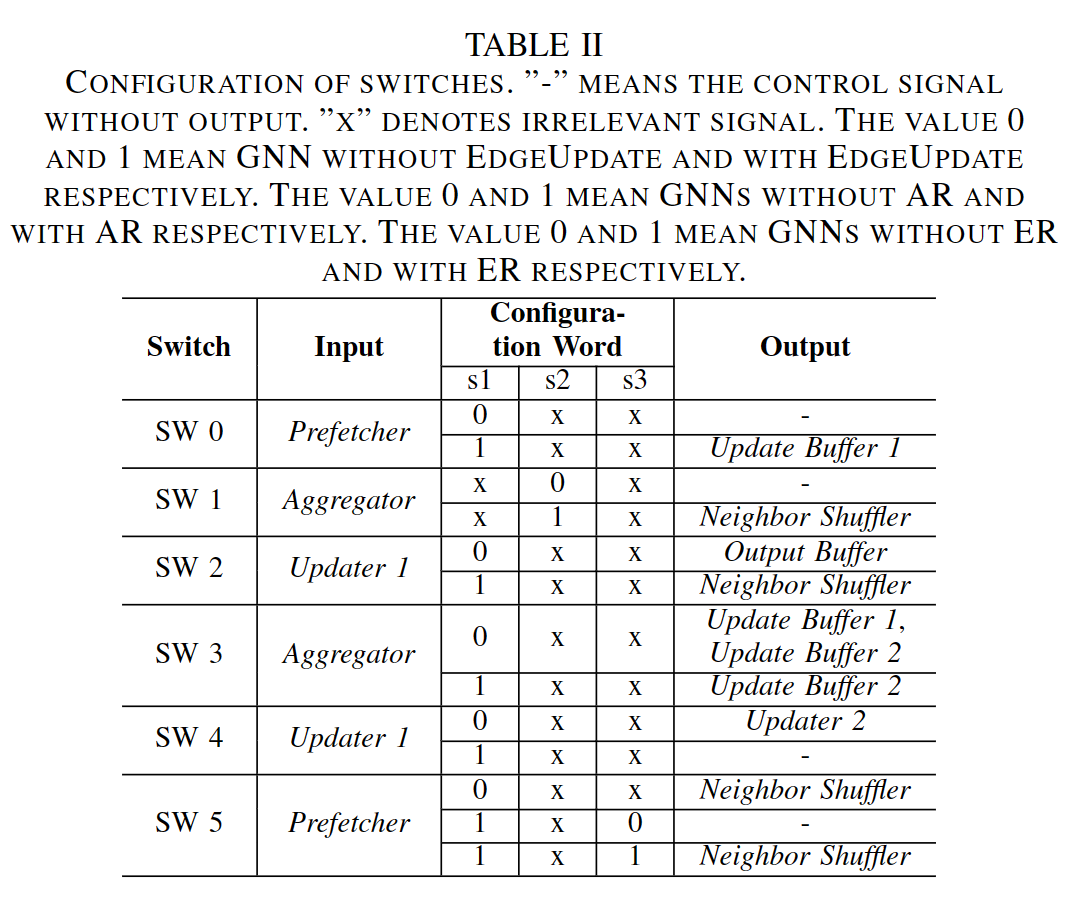 TABLE II
CONFIGURATION OF SWITCHES. ”-” MEANS THE CONTROL SIGNAL
WITHOUT OUTPUT. ”X” DENOTES IRRELEVANT SIGNAL. THE VALUE 0
AND 1 MEAN GNN WITHOUT EDGEUPDATE AND WITH EDGEUPDATE
RESPECTIVELY. THE VALUE 0 AND 1 MEAN GNNS WITHOUT AR AND
WITH AR RESPECTIVELY. THE VALUE 0 AND 1 MEAN GNNS WITHOUT ER
AND WITH ER RESPECTIVELY.
Switch Input Configura-
tion Word Output
s1 s2 s3
SW 0 Prefetcher 0 x x -
1 x x Update Buffer 1
SW 1 Aggregator x 0 x -
x 1 x Neighbor Shuffler
SW 2 Updater 1 0 x x Output Buffer
1 x x Neighbor Shuffler
SW 3 Aggregator 0 x x Update Buffer 1,
Update Buffer 2
1 x x Update Buffer 2
SW 4 Updater 1 0 x x Updater 2
1 x x -
SW 5 Prefetcher 0 x x Neighbor Shuffler
1 x 0 -
1 x 1 Neighbor Shuffler